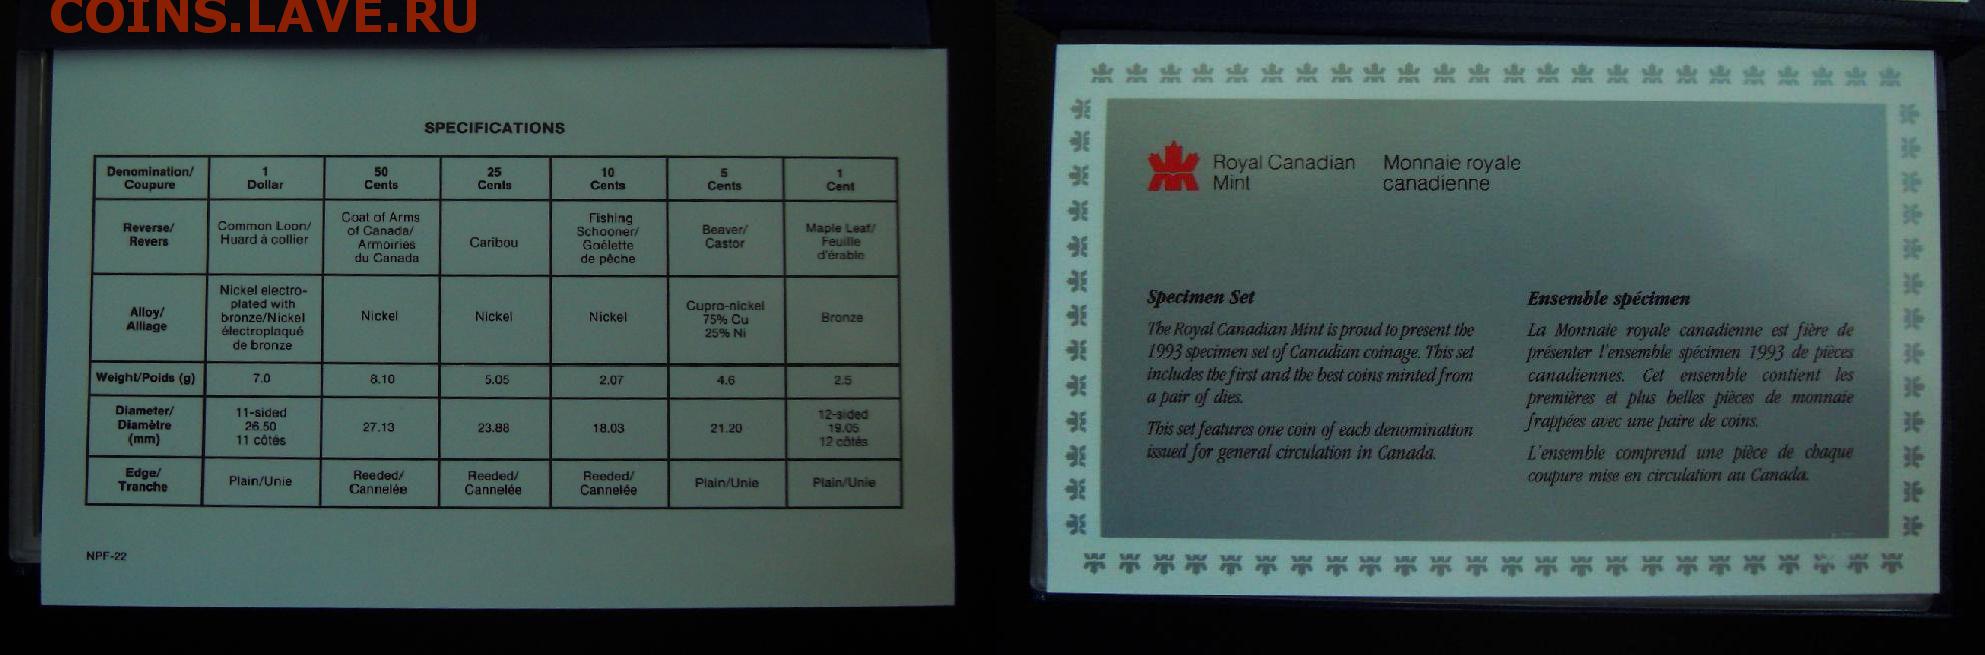 COINS.LAVE.RU
SPECIFICATIONS
Denomination/ Coupure | 1 Dollar | 50 Cents | 25 Cents | 10 Cents | 5 Cents | 1 Cent
Reverse/ Revers | Common Loon/ Huard à collier | Coat of Arms of Canada/ Armoiries du Canada | Caribou | Fishing Schooner/ Goélette de pêche | Beaver/ Castor | Maple Leaf/ Feuille d'érable
Alloy/ Alliage | Nickel electro- plated with bronze/Nickel électroplaqué de bronze | Nickel | Nickel | Nickel | Cupro-nickel 75% Cu 25% Ni | Bronze
Weight/Poids (g) | 7.0 | 8.10 | 5.05 | 2.07 | 4.6 | 2.5
Diameter/ Diamètre (mm) | 11-sided 26.50 11 côtés | 27.13 | 23.88 | 18.03 | 21.20 | 12-sided 19.05 12 côtés
Edge/ Tranche | Plain/Unie | Reeded/ Cannelée | Reeded/ Cannelée | Reeded/ Cannelée | Plain/Unie | Plain/Unie
NPF-22
Royal Canadian Mint
Monnaie royale canadienne
Specimen Set
The Royal Canadian Mint is proud to present the
1993 specimen set of Canadian coinage. This set
includes the first and the best coins minted from
a pair of dies.
This set features one coin of each denomination
issued for general circulation in Canada.
Ensemble spécimen
La Monnaie royale canadienne est fière de
présenter l'ensemble spécimen 1993 de pièces
canadiennes. Cet ensemble contient les
premières et plus belles pièces de monnaie
frappées avec une paire de coins.
L'ensemble comprend une pièce de chaque
coupure mise en circulation au Canada.